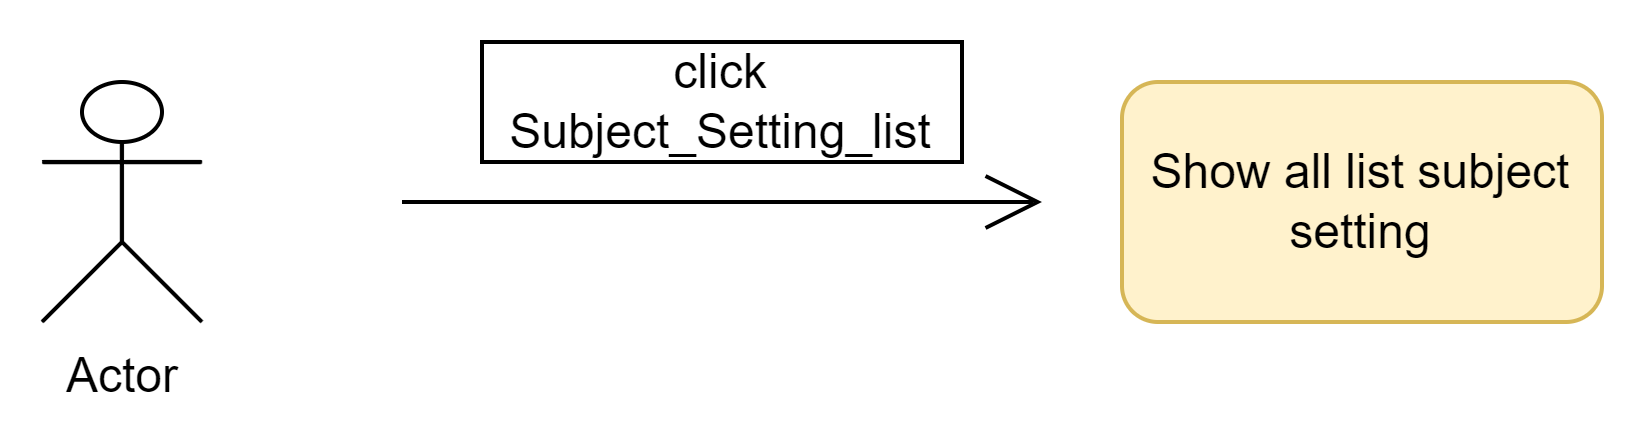 click
Subject_Setting_list
Show all list subject
setting
Actor